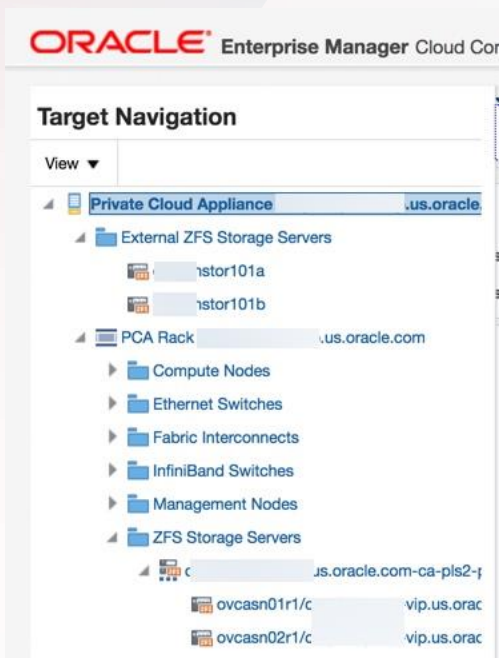 ORACLE Enterprise Manager Cloud Con
Target Navigation
View
Private Cloud Appliance .us.oracle.
External ZFS Storage Servers
nstor101a
nstor101b
PCA Rack .us.oracle.com
Compute Nodes
Ethernet Switches
Fabric Interconnects
InfiniBand Switches
Management Nodes
ZFS Storage Servers
us.oracle.com-ca-pls2-p
ovcasn01r1/c vip.us.orac
ovcasn02r1/c vip.us.orac